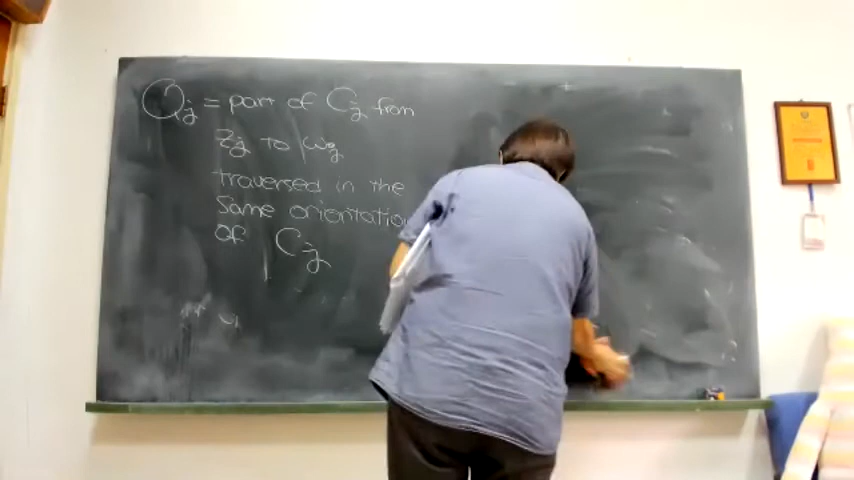 Qj = part of Cj from
zj to wj
traversed in the
same orientation
of Cj